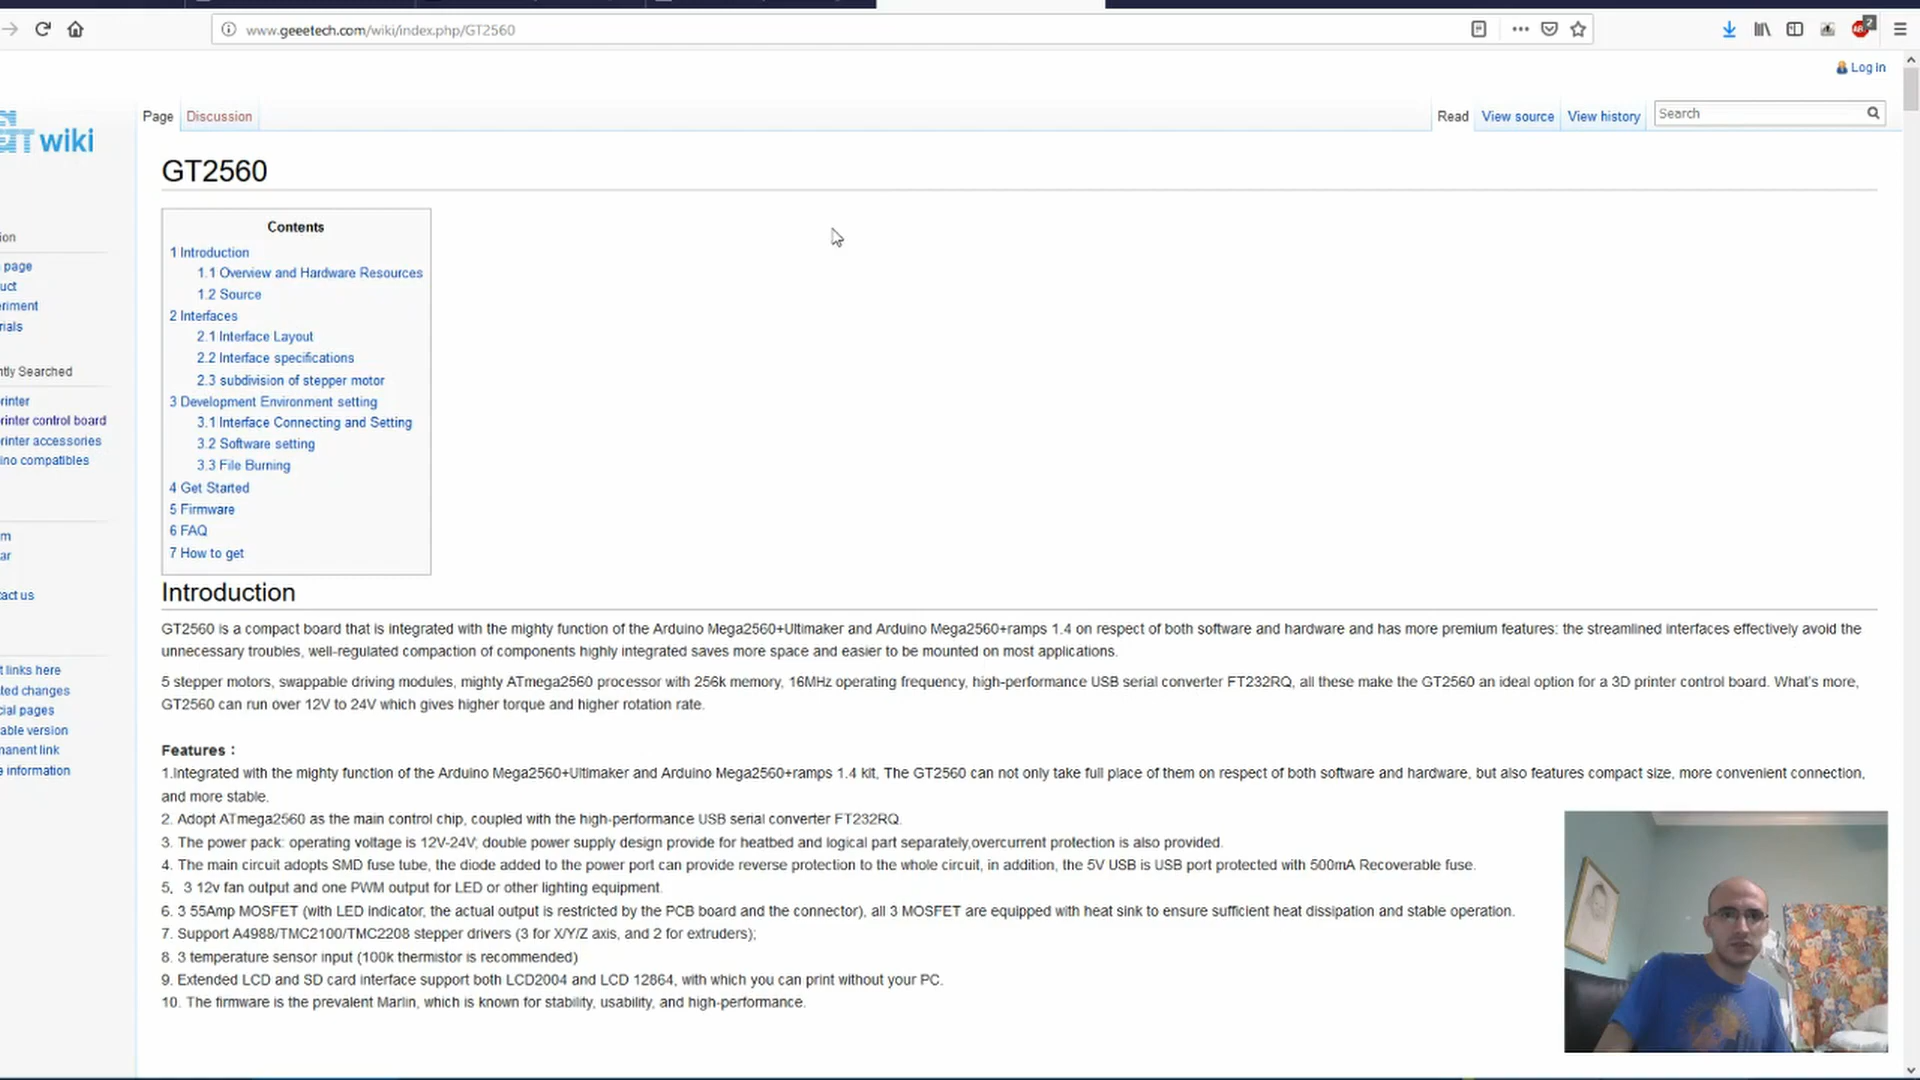 www.geeetech.com/wiki/index.php/GT2560
2
Log in
wiki
Page
Discussion
Read
View source
View history
Search
GT2560
Contents
1 Introduction
1.1 Overview and Hardware Resources
1.2 Source
2 Interfaces
2.1 Interface Layout
2.2 Interface specifications
2.3 subdivision of stepper motor
3 Development Environment setting
3.1 Interface Connecting and Setting
3.2 Software setting
3.3 File Burning
4 Get Started
5 Firmware
6 FAQ
7 How to get
ion
page
uct
eriment
rials
ntly Searched
rinter
rinter control board
rinter accessories
ino compatibles
m
ar
tact us
t links here
ted changes
cial pages
able version
manent link
e information
Introduction
GT2560 is a compact board that is integrated with the mighty function of the Arduino Mega2560+Ultimaker and Arduino Mega2560+ramps 1.4 on respect of both software and hardware and has more premium features: the streamlined interfaces effectively avoid the
unnecessary troubles, well-regulated compaction of components highly integrated saves more space and easier to be mounted on most applications.
5 stepper motors, swappable driving modules, mighty ATmega2560 processor with 256k memory, 16MHz operating frequency, high-performance USB serial converter FT232RQ, all these make the GT2560 an ideal option for a 3D printer control board. What's more,
GT2560 can run over 12V to 24V which gives higher torque and higher rotation rate.
Features：
1.Integrated with the mighty function of the Arduino Mega2560+Ultimaker and Arduino Mega2560+ramps 1.4 kit, The GT2560 can not only take full place of them on respect of both software and hardware, but also features compact size, more convenient connection,
and more stable.
2. Adopt ATmega2560 as the main control chip, coupled with the high-performance USB serial converter FT232RQ.
3. The power pack: operating voltage is 12V-24V; double power supply design provide for heatbed and logical part separately,overcurrent protection is also provided.
4. The main circuit adopts SMD fuse tube, the diode added to the power port can provide reverse protection to the whole circuit, in addition, the 5V USB is USB port protected with 500mA Recoverable fuse.
5、3 12v fan output and one PWM output for LED or other lighting equipment.
6. 3 55Amp MOSFET (with LED indicator, the actual output is restricted by the PCB board and the connector), all 3 MOSFET are equipped with heat sink to ensure sufficient heat dissipation and stable operation.
7. Support A4988/TMC2100/TMC2208 stepper drivers (3 for X/Y/Z axis, and 2 for extruders);
8. 3 temperature sensor input (100k thermistor is recommended)
9. Extended LCD and SD card interface support both LCD2004 and LCD 12864, with which you can print without your PC.
10. The firmware is the prevalent Marlin, which is known for stability, usability, and high-performance.